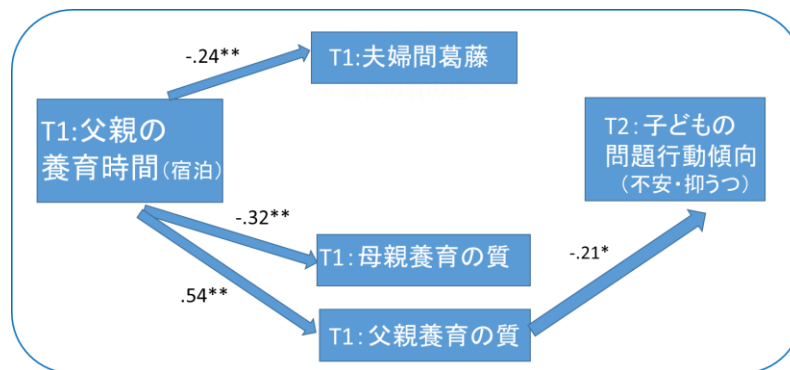 -.24**
T1:夫婦間葛藤
T1:父親の
養育時間(宿泊)
T2:子どもの
問題行動傾向
(不安・抑うつ)
-.32**
T1:母親養育の質
-.21*
.54**
T1:父親養育の質